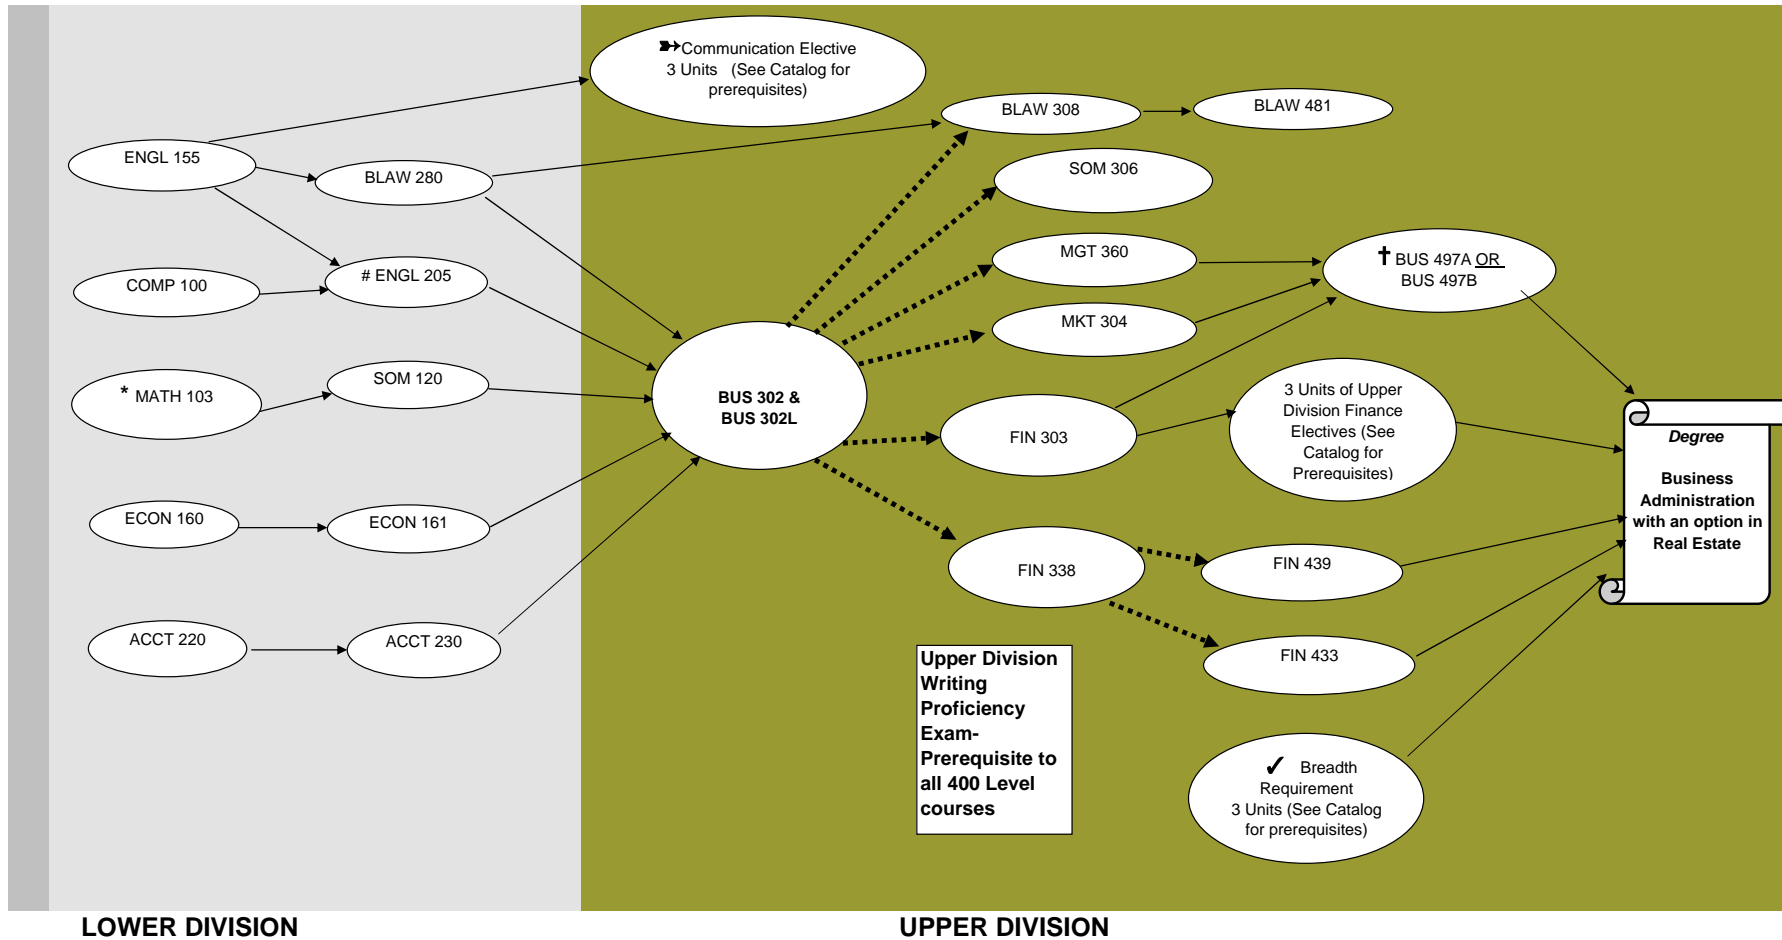 ➽Communication Elective
3 Units (See Catalog for
prerequisites)
BLAW 308
BLAW 481
ENGL 155
BLAW 280
SOM 306
COMP 100
# ENGL 205
MGT 360
✝ BUS 497A OR
BUS 497B
MKT 304
* MATH 103
SOM 120
BUS 302 &
BUS 302L
FIN 303
3 Units of Upper
Division Finance
Electives (See
Catalog for
Prerequisites)
Degree
Business
Administration
with an option in
Real Estate
ECON 160
ECON 161
FIN 338
FIN 439
ACCT 220
ACCT 230
FIN 433
Upper Division
Writing
Proficiency
Exam-
Prerequisite to
all 400 Level
courses
✓ Breadth
Requirement
3 Units (See Catalog
for prerequisites)
LOWER DIVISION
UPPER DIVISION